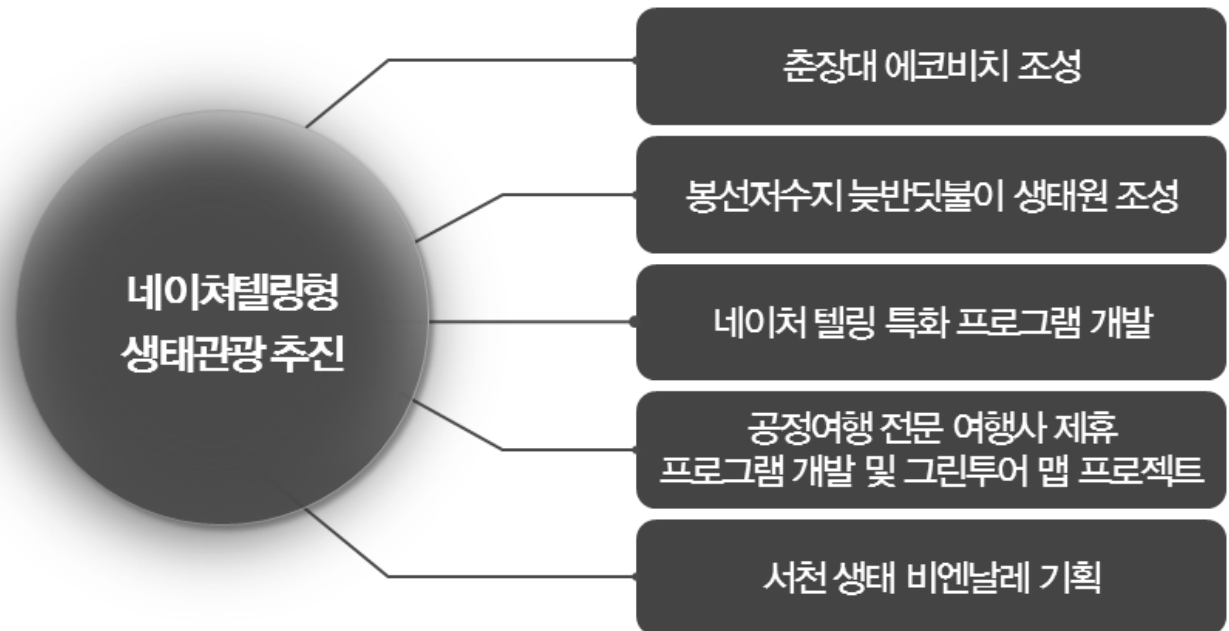 네이쳐텔링형
생태관광 추진
춘장대 에코비치 조성
봉선저수지 늦반딧불이 생태원 조성
네이처 텔링 특화 프로그램 개발
공정여행 전문 여행사 제휴
프로그램 개발 및 그린투어 맵 프로젝트
서천 생태 비엔날레 기획